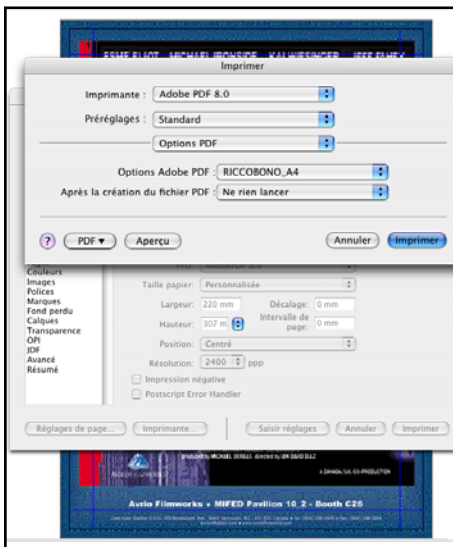 ESME ELIOT MICHAEL IRONSIDE KAI WIESINGER JEFF FAHEY
Imprimer
Imprimante : Adobe PDF 8.0
Préréglages : Standard
Options PDF
Options Adobe PDF : RICCOBONO_A4
Après la création du fichier PDF : Ne rien lancer
? PDF ▼ Aperçu Annuler Imprimer
Couleurs
Images
Polices
Marques
Fond perdu
Calques
Transparence
OPI
JDF
Avancé
Résumé
Taille papier: Personnalisée
Largeur: 220 mm Décalage: 0 mm
Hauteur: 307 m Intervalle de page: 0 mm
Position: Centré
Résolution: 2400 ppp
Impression négative
Postscript Error Handler
Réglages de page... Imprimante... Saisir réglages Annuler Imprimer
produced by MICHAEL DERBAS directed by
A CANADA/U.K. CO-PRODUCTION
Avrio Filmworks • MIFED Pavilion 10 2 - Booth C26